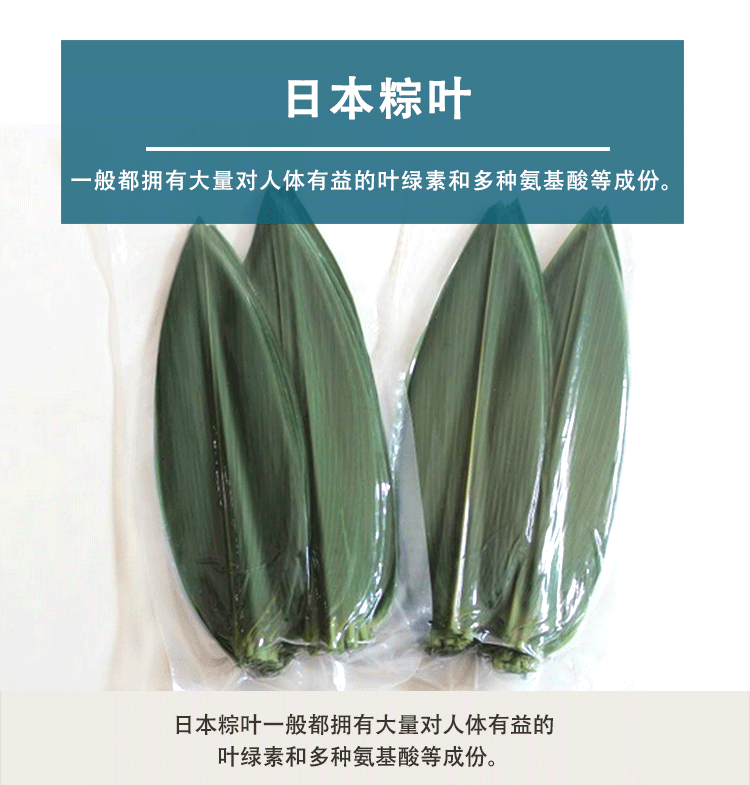 日本粽叶
一般都拥有大量对人体有益的叶绿素和多种氨基酸等成份。
日本粽叶一般都拥有大量对人体有益的
叶绿素和多种氨基酸等成份。